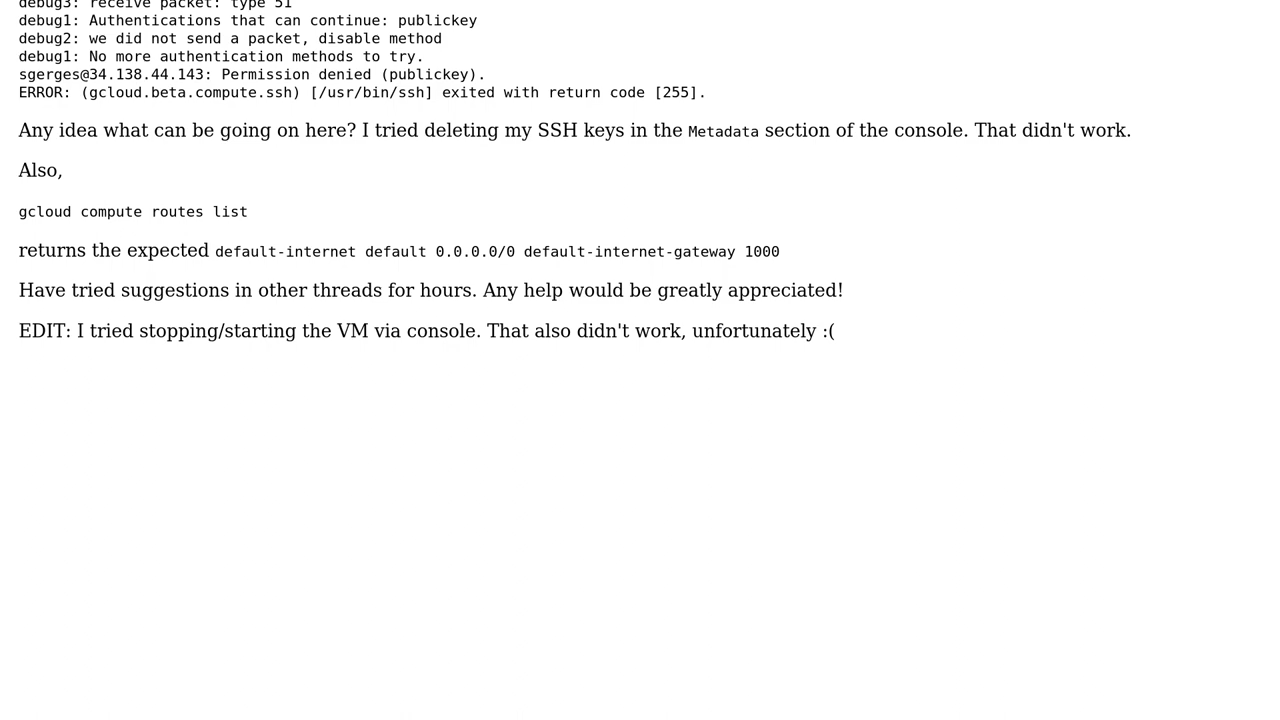 debug3: receive packet: type 51
debug1: Authentications that can continue: publickey
debug2: we did not send a packet, disable method
debug1: No more authentication methods to try.
sgerges@34.138.44.143: Permission denied (publickey).
ERROR: (gcloud.beta.compute.ssh) [/usr/bin/ssh] exited with return code [255].
Any idea what can be going on here? I tried deleting my SSH keys in the Metadata section of the console. That didn't work.
Also,
gcloud compute routes list
returns the expected default-internet default 0.0.0.0/0 default-internet-gateway 1000
Have tried suggestions in other threads for hours. Any help would be greatly appreciated!
EDIT: I tried stopping/starting the VM via console. That also didn't work, unfortunately :(